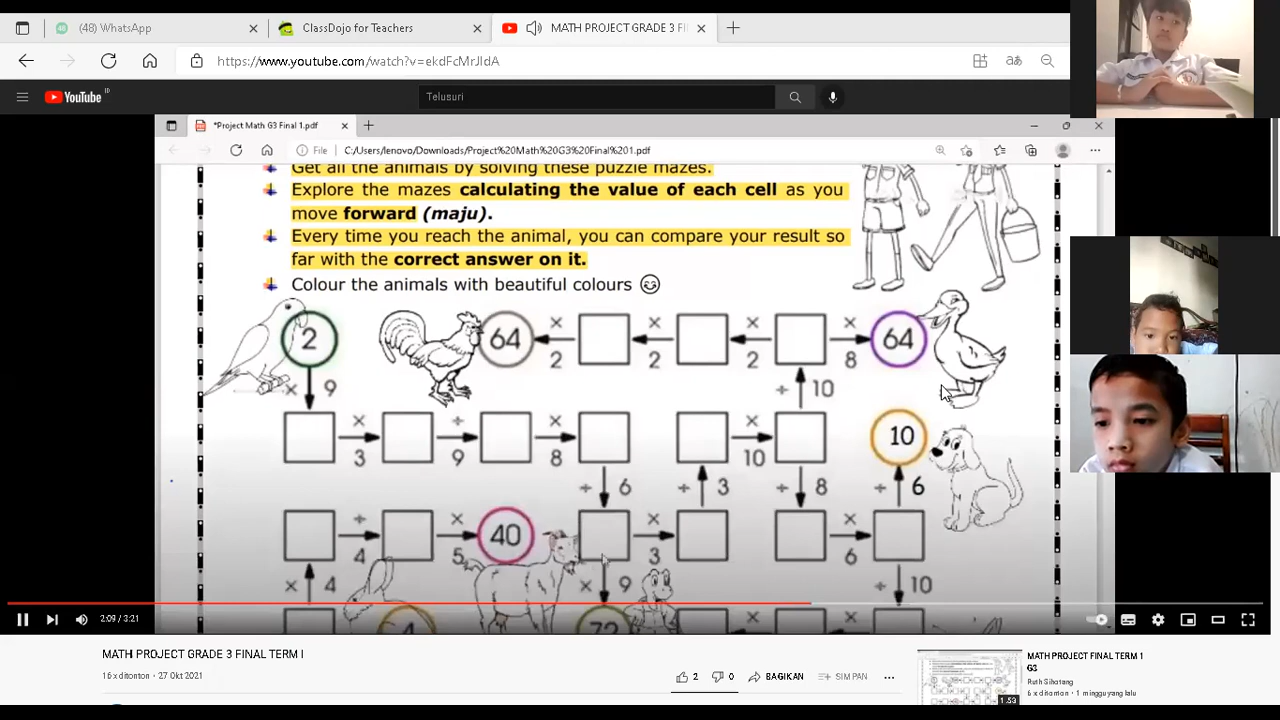 (48) WhatsApp
ClassDojo for Teachers
MATH PROJECT GRADE 3 FI
https://www.youtube.com/watch?v=ekdFcMrJIdA
YouTube ID
Telusuri
*Project Math G3 Final 1.pdf
File C:/Users/lenovo/Downloads/Project%20Math%20G3%20Final%201.pdf
Get all the animals by solving these puzzle mazes.
Explore the mazes calculating the value of each cell as you
move forward (maju).
Every time you reach the animal, you can compare your result so
far with the correct answer on it.
Colour the animals with beautiful colours
2 64 × 2 × 2 × 2 × 8 64
× 9 ÷ 10
× 3 ÷ 9 × 8 × 10 10
÷ 6 ÷ 3 ÷ 8 ÷ 6
÷ 4 × 5 40 × 3 × 6
× 4 × 9 ÷ 10
72
2:09 / 3:21
MATH PROJECT GRADE 3 FINAL TERM I
2021
2 0 BAGIKAN SIMPAN
MATH PROJECT FINAL TERM 1
G3
Ruth Sihotang
6 x ditonton • 1 minggu yang lalu
1.53